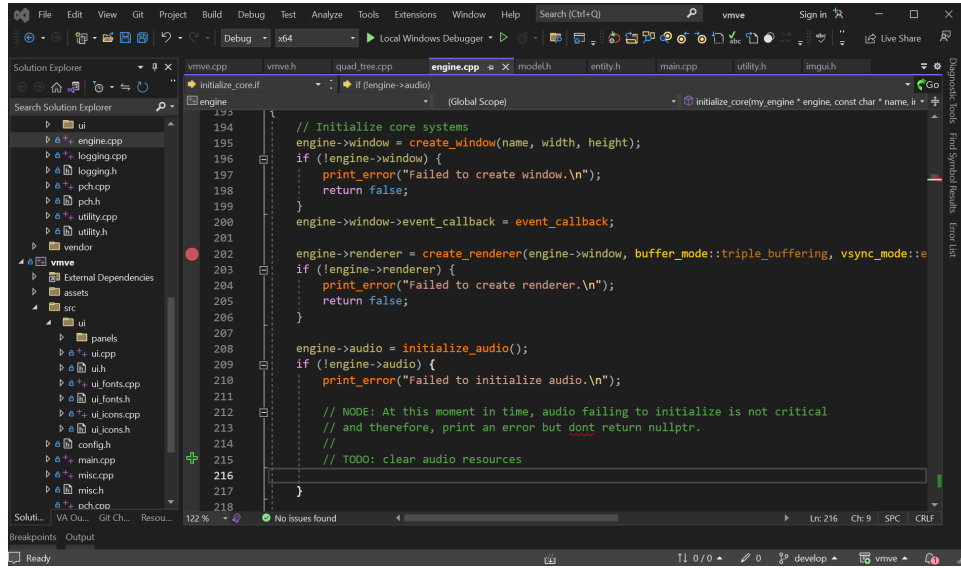 File Edit View Git Project Build Debug Test Analyze Tools Extensions Window Help Search (Ctrl+Q) vmve Sign in
Debug x64 Local Windows Debugger Live Share
Solution Explorer
Search Solution Explorer
ui
engine.cpp
logging.cpp
logging.h
pch.cpp
pch.h
utility.cpp
utility.h
vendor
vmve
External Dependencies
assets
src
ui
panels
ui.cpp
ui.h
ui_fonts.cpp
ui_fonts.h
ui_icons.cpp
ui_icons.h
config.h
main.cpp
misc.cpp
misc.h
pch.cpp
Soluti... VA Ou... Git Ch... Resou...
vmve.cpp vmve.h quad_tree.cpp engine.cpp model.h entity.h main.cpp utility.h imgui.h
initialize_core.if if (!engine->audio) Go
engine (Global Scope) initialize_core(my_engine * engine, const char * name, ir
193 {
194 // Initialize core systems
195 engine->window = create_window(name, width, height);
196 if (!engine->window) {
197 print_error("Failed to create window.\n");
198 return false;
199 }
200 engine->window->event_callback = event_callback;
201
202 engine->renderer = create_renderer(engine->window, buffer_mode::triple_buffering, vsync_mode::e
203 if (!engine->renderer) {
204 print_error("Failed to create renderer.\n");
205 return false;
206 }
207
208 engine->audio = initialize_audio();
209 if (!engine->audio) {
210 print_error("Failed to initialize audio.\n");
211
212 // NODE: At this moment in time, audio failing to initialize is not critical
213 // and therefore, print an error but dont return nullptr.
214 //
215 // TODO: clear audio resources
216
217 }
218
122 % No issues found Ln: 216 Ch: 9 SPC CRLF
Diagnostic Tools
Find Symbol Results
Error List
Breakpoints Output
Ready 0 / 0 0 develop vmve 1